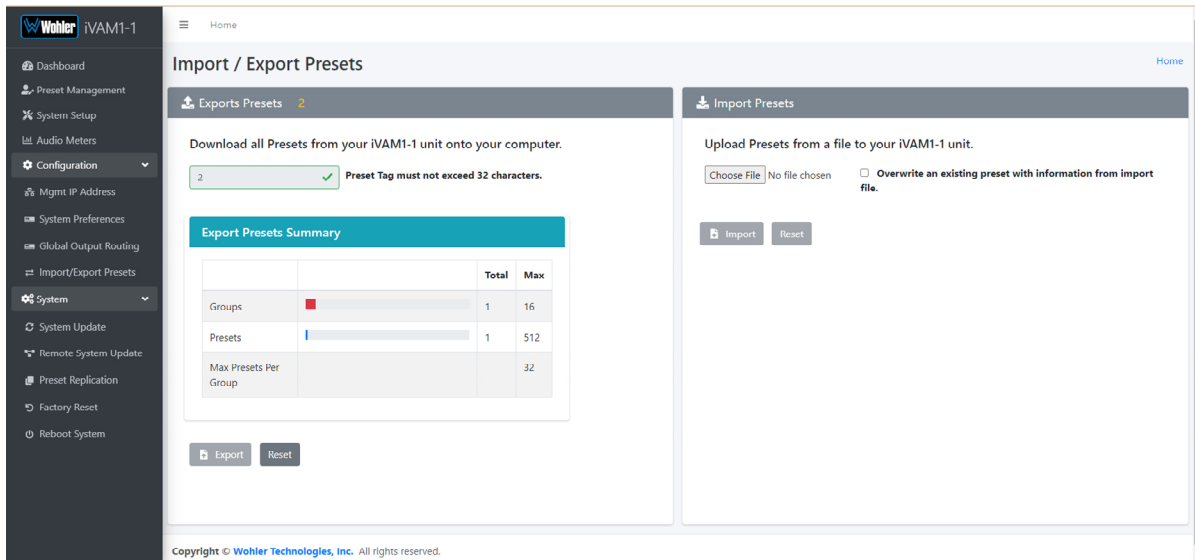 Wohler iVAM1-1
Dashboard
Preset Management
System Setup
Audio Meters
Configuration
Mgmt IP Address
System Preferences
Global Output Routing
Import/Export Presets
System
System Update
Remote System Update
Preset Replication
Factory Reset
Reboot System
Home
Import / Export Presets
Home
Exports Presets 2
Download all Presets from your iVAM1-1 unit onto your computer.
2
Preset Tag must not exceed 32 characters.
Export Presets Summary
Total Max
Groups 1 16
Presets 1 512
Max Presets Per
Group
32
Export Reset
Import Presets
Upload Presets from a file to your iVAM1-1 unit.
Choose File No file chosen
Overwrite an existing preset with information from import
file.
Import Reset
Copyright © Wohler Technologies, Inc. All rights reserved.